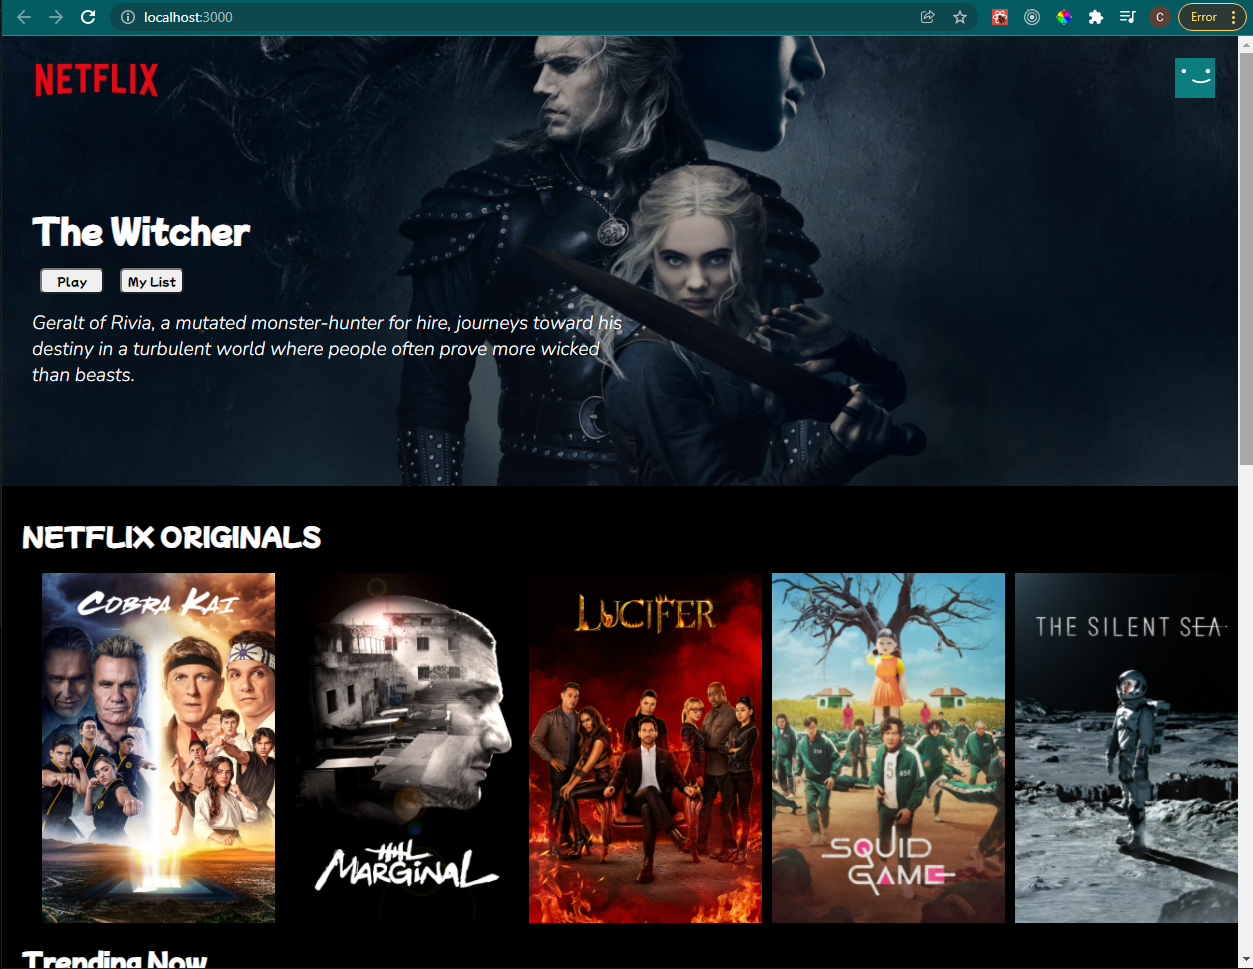 localhost:3000
C
Error
NETFLIX
The Witcher
Play
My List
Geralt of Rivia, a mutated monster-hunter for hire, journeys toward his
destiny in a turbulent world where people often prove more wicked
than beasts.
NETFLIX ORIGINALS
COBRA KAI
MARGINAL
LUCIFER
SQUID
GAME
THE SILENT SEA
Trending Now